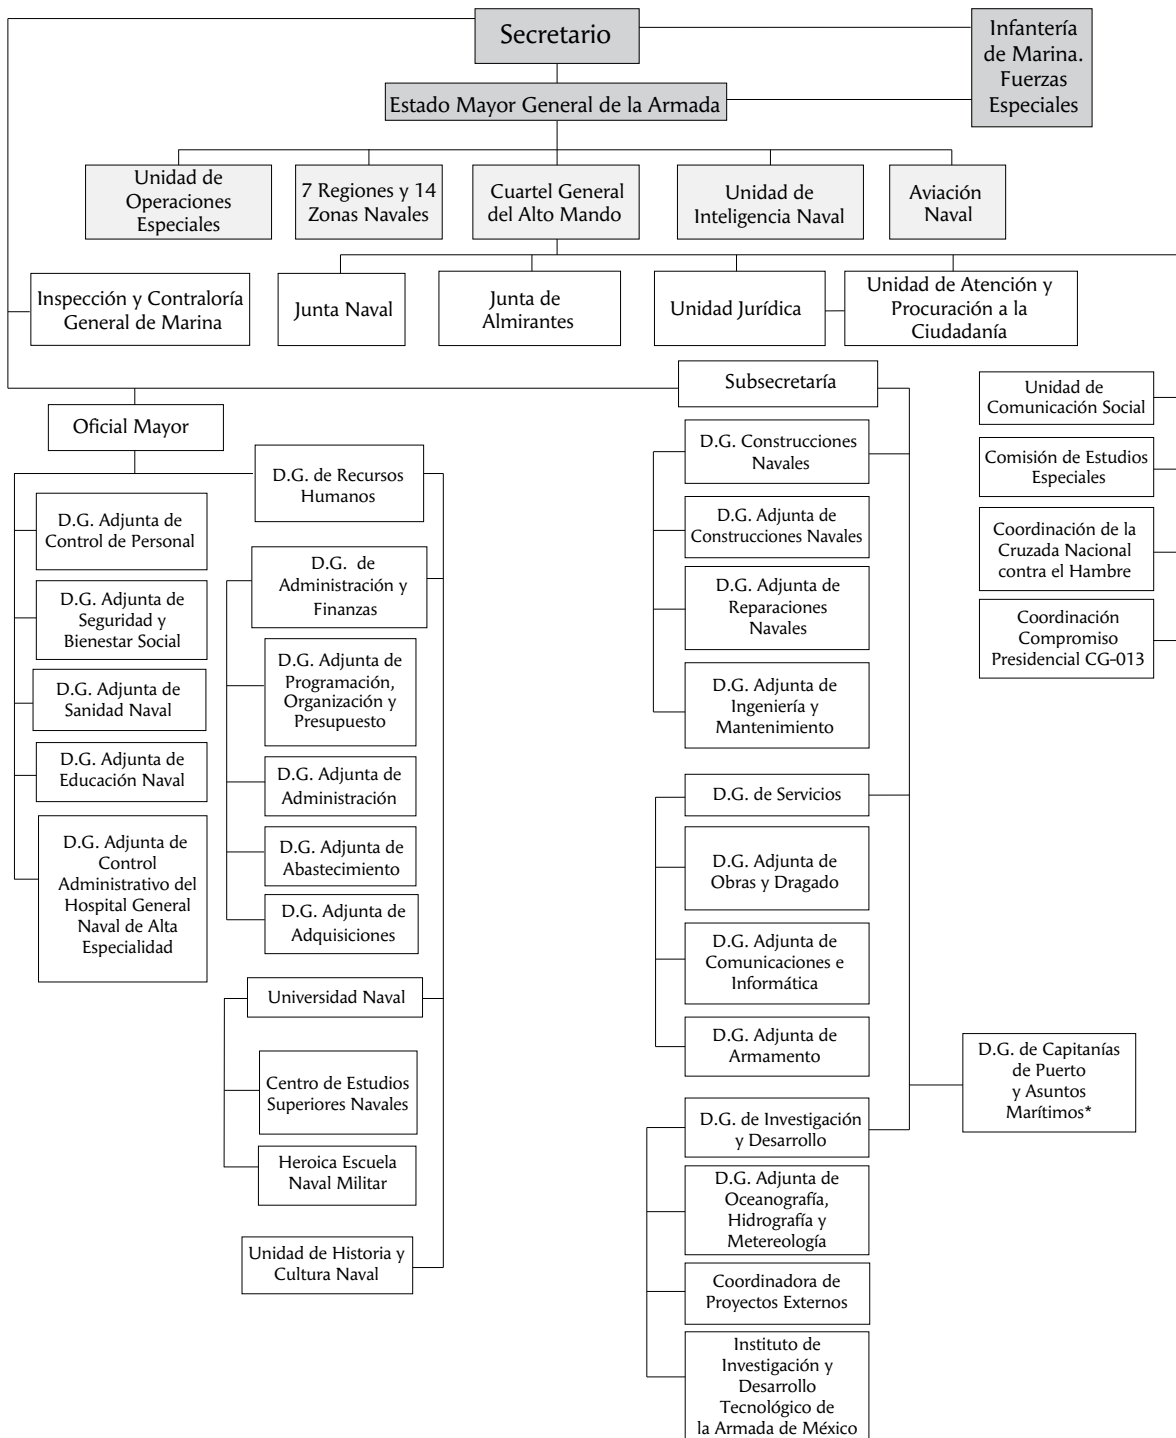 Secretario
Infantería
de Marina.
Fuerzas
Especiales
Estado Mayor General de la Armada
Unidad de
Operaciones
Especiales
7 Regiones y 14
Zonas Navales
Cuartel General
del Alto Mando
Unidad de
Inteligencia Naval
Aviación
Naval
Inspección y Contraloría
General de Marina
Junta Naval
Junta de
Almirantes
Unidad Jurídica
Unidad de Atención y
Procuración a la
Ciudadanía
Subsecretaría
Unidad de
Comunicación Social
Comisión de Estudios
Especiales
Coordinación de la
Cruzada Nacional
contra el Hambre
Coordinación
Compromiso
Presidencial CG-013
Oficial Mayor
D.G. de Recursos
Humanos
D.G. Adjunta de
Control de Personal
D.G. Adjunta de
Seguridad y
Bienestar Social
D.G. Adjunta de
Sanidad Naval
D.G. Adjunta de
Educación Naval
D.G. Adjunta de
Control
Administrativo del
Hospital General
Naval de Alta
Especialidad
D.G. de
Administración y
Finanzas
D.G. Adjunta de
Programación,
Organización y
Presupuesto
D.G. Adjunta de
Administración
D.G. Adjunta de
Abastecimiento
D.G. Adjunta de
Adquisiciones
Universidad Naval
Centro de Estudios
Superiores Navales
Heroica Escuela
Naval Militar
Unidad de Historia y
Cultura Naval
D.G. Construcciones
Navales
D.G. Adjunta de
Construcciones Navales
D.G. Adjunta de
Reparaciones
Navales
D.G. Adjunta de
Ingeniería y
Mantenimiento
D.G. de Servicios
D.G. Adjunta de
Obras y Dragado
D.G. Adjunta de
Comunicaciones e
Informática
D.G. Adjunta de
Armamento
D.G. de Capitanías
de Puerto
y Asuntos
Marítimos*
D.G. de Investigación
y Desarrollo
D.G. Adjunta de
Oceanografía,
Hidrografía y
Metereología
Coordinadora de
Proyectos Externos
Instituto de
Investigación y
Desarrollo
Tecnológico de
la Armada de México